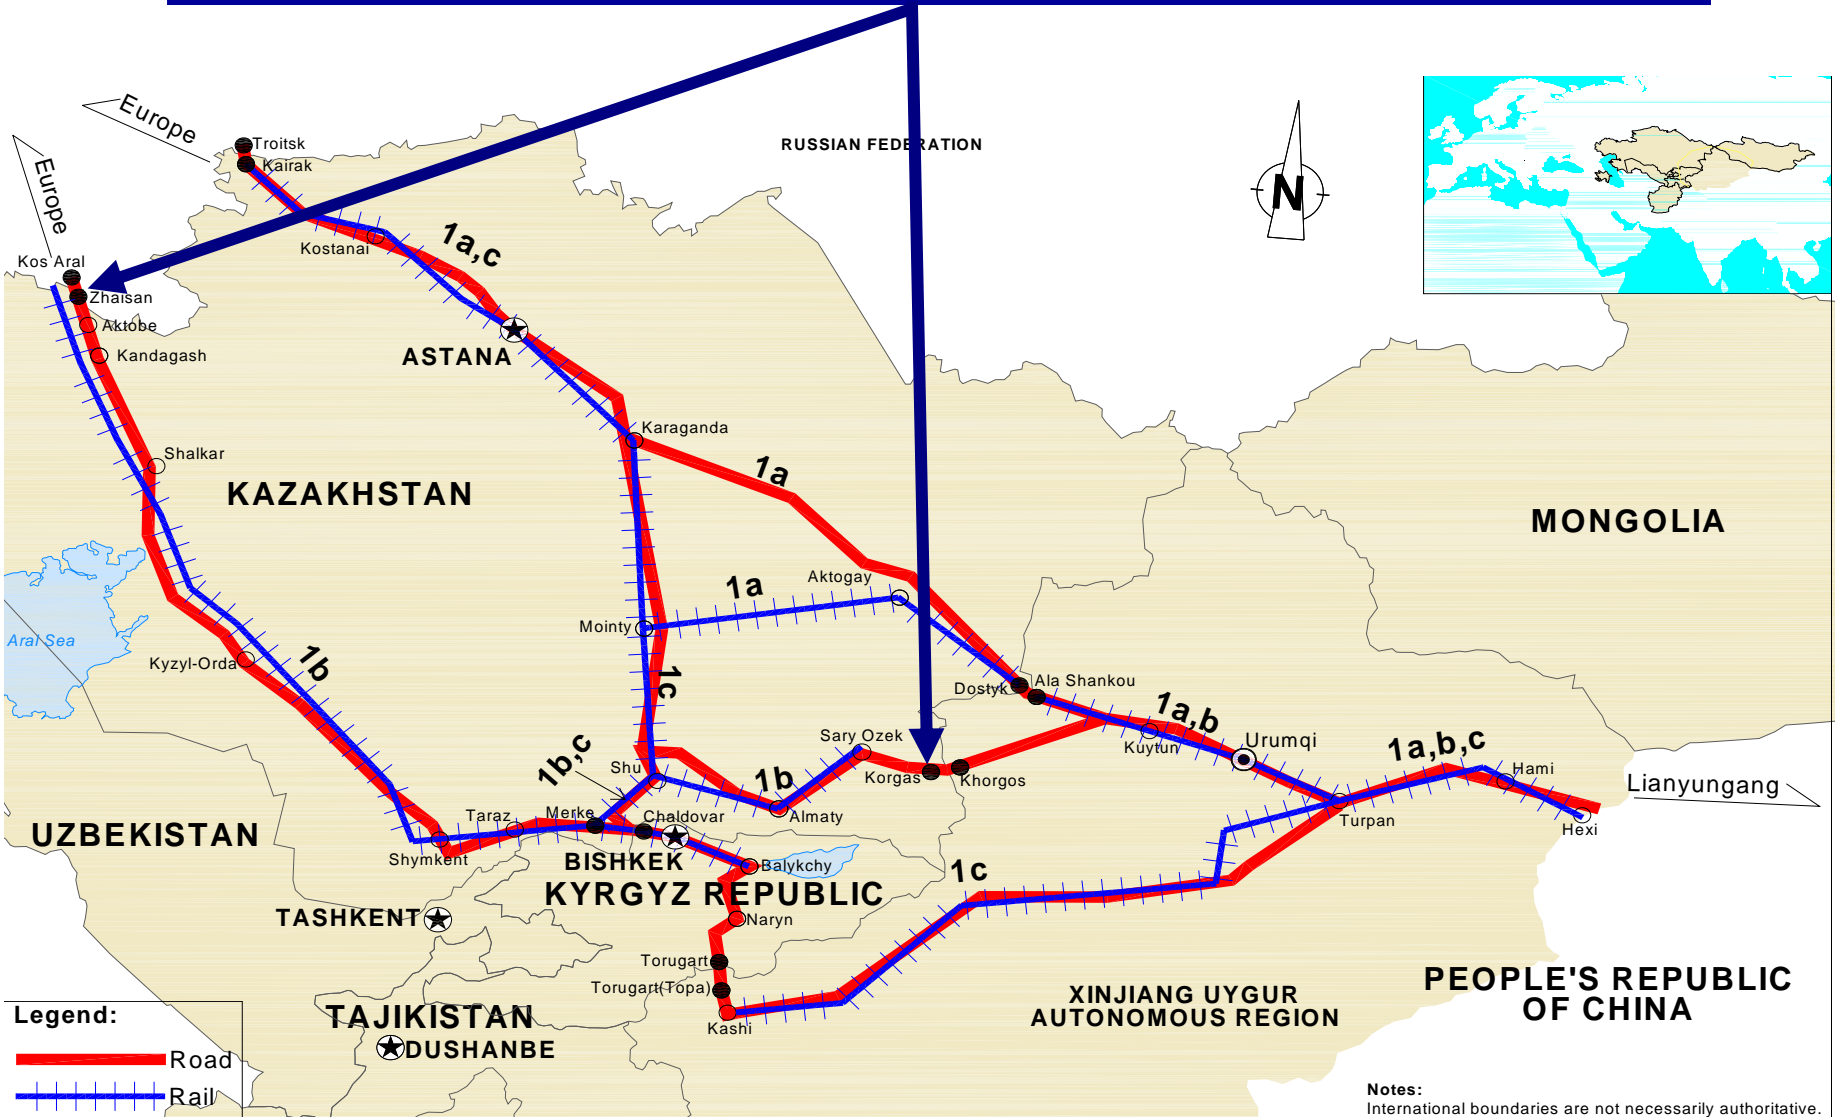 Europe
Troitsk
Kairak
RUSSIAN FEDERATION
N
Europe
Kostanai
1a,c
Kos Aral
Zhaisan
Aktobe
Kandagash
ASTANA
Karaganda
Shalkar
1a
KAZAKHSTAN
MONGOLIA
Aktogay
1a
Mointy
Aral Sea
Kyzyl-Orda
1b
1c
Dostyk
Ala Shankou
1a,b
Kuytun
Urumqi
1a,b,c
Sary Ozek
1b,c
Shu
1b
Korgas
Khorgos
Hami
Lianyungang
Taraz
Merke
Chaldovar
Almaty
Turpan
Hexi
UZBEKISTAN
Shymkent
BISHKEK
Balykchy
1c
KYRGYZ REPUBLIC
TASHKENT
Naryn
Torugart
Torugart(Topa)
Kashi
XINJIANG UYGUR
AUTONOMOUS REGION
PEOPLE'S REPUBLIC
OF CHINA
TAJIKISTAN
DUSHANBE
Legend:
Road
Rail
Notes:
International boundaries are not necessarily authoritative.